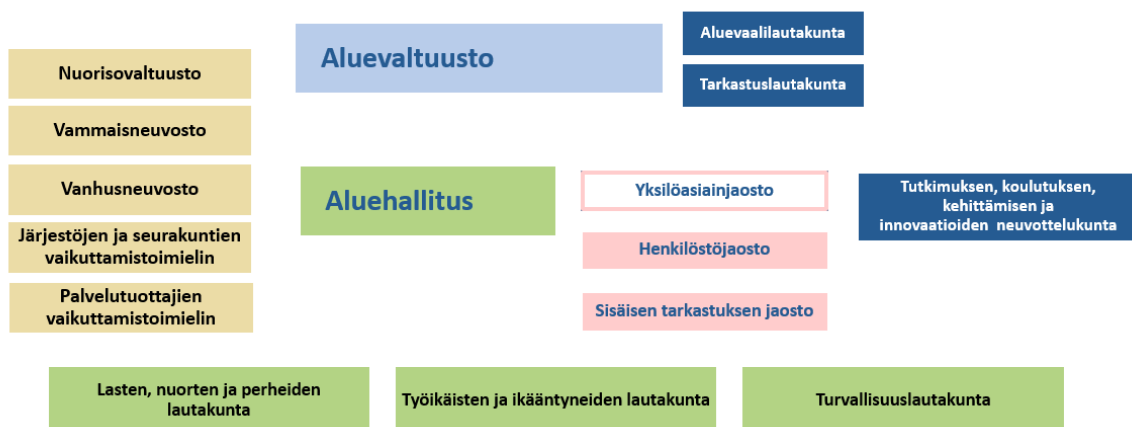 Aluevaltuusto
Aluevaalilautakunta
Tarkastuslautakunta
Nuorisovaltuusto
Vammaisneuvosto
Vanhusneuvosto
Järjestöjen ja seurakuntien
vaikuttamistoimielin
Palvelutuottajien
vaikuttamistoimielin
Aluehallitus
Yksilöasiainjaosto
Henkilöstöjaosto
Sisäisen tarkastuksen jaosto
Tutkimuksen, koulutuksen,
kehittämisen ja
innovaatioiden neuvottelukunta
Lasten, nuorten ja perheiden
lautakunta
Työikäisten ja ikääntyneiden lautakunta
Turvallisuuslautakunta